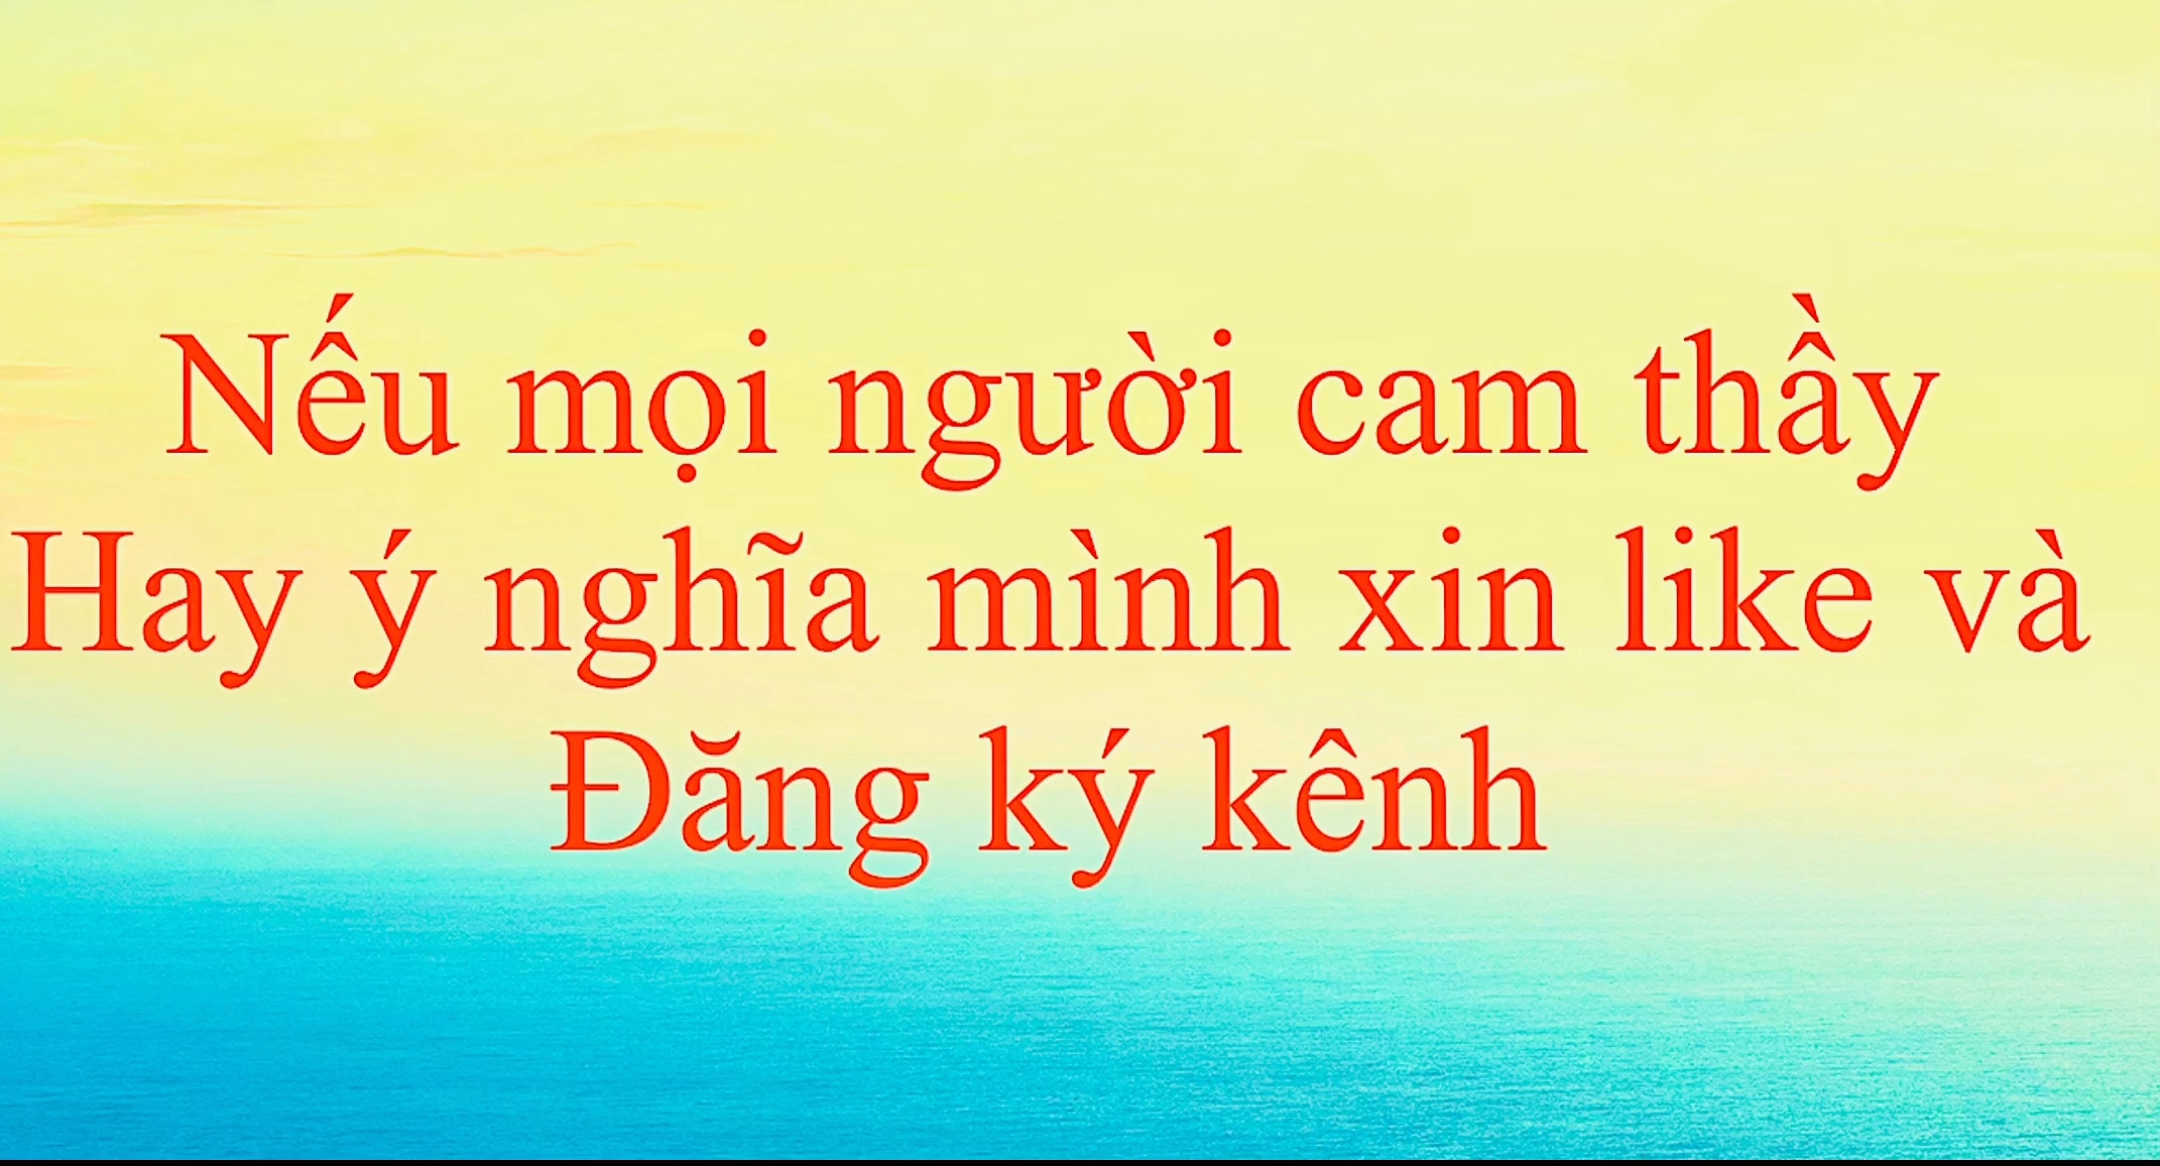 Nếu mọi người cam thầy
Hay ý nghĩa mình xin like và
Đăng ký kênh